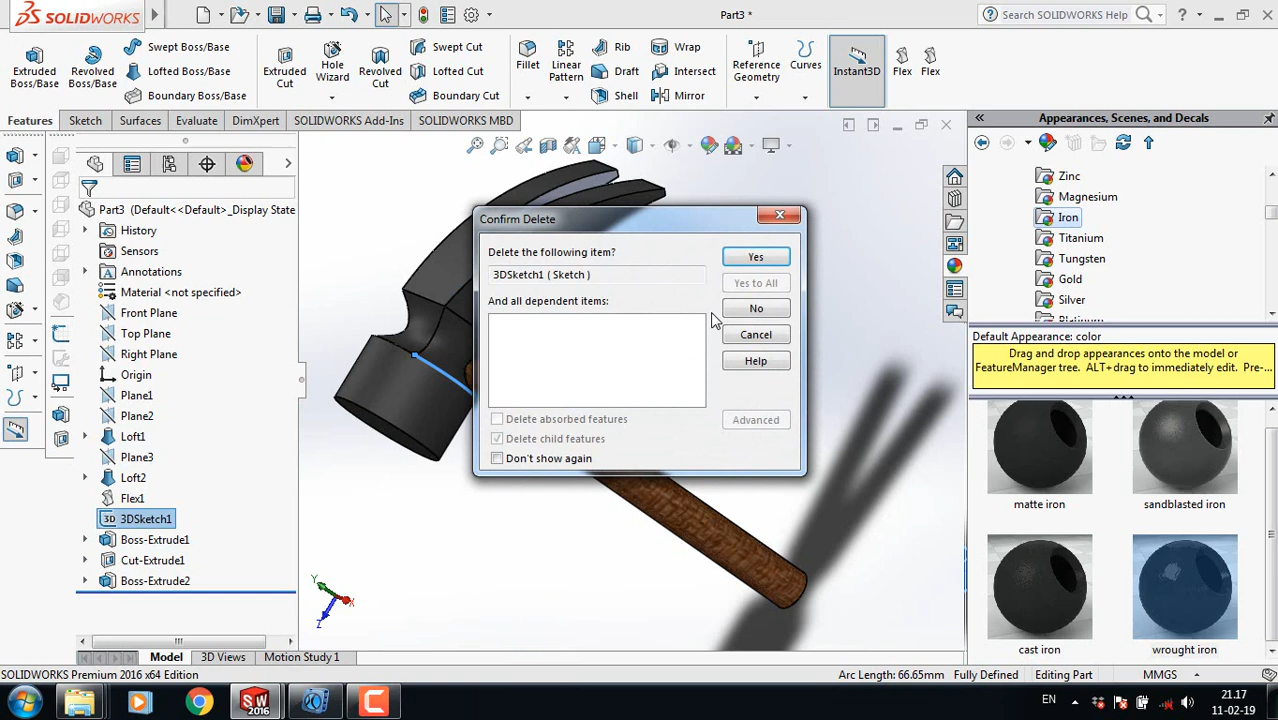 SOLIDWORKS
Part3 *
Search SOLIDWORKS Help
Extruded Boss/Base
Revolved Boss/Base
Swept Boss/Base
Lofted Boss/Base
Boundary Boss/Base
Extruded Cut
Hole Wizard
Revolved Cut
Swept Cut
Lofted Cut
Boundary Cut
Fillet
Linear Pattern
Rib
Draft
Shell
Wrap
Intersect
Mirror
Reference Geometry
Curves
Instant3D
Flex
Flex
Features
Sketch
Surfaces
Evaluate
DimXpert
SOLIDWORKS Add-Ins
SOLIDWORKS MBD
Part3 (Default<<Default>_Display State
History
Sensors
Annotations
Material <not specified>
Front Plane
Top Plane
Right Plane
Origin
Plane1
Plane2
Loft1
Plane3
Loft2
Flex1
3D 3DSketch1
Boss-Extrude1
Cut-Extrude1
Boss-Extrude2
Confirm Delete
Delete the following item?
3DSketch1 ( Sketch )
And all dependent items:
Yes
Yes to All
No
Cancel
Help
Advanced
Delete absorbed features
Delete child features
Don't show again
Y
X
Z
Appearances, Scenes, and Decals
Zinc
Magnesium
Iron
Titanium
Tungsten
Gold
Silver
Platinum
Default Appearance: color
Drag and drop appearances onto the model or
FeatureManager tree. ALT+drag to immediately edit. Pre-...
matte iron
sandblasted iron
cast iron
wrought iron
Model
3D Views
Motion Study 1
SOLIDWORKS Premium 2016 x64 Edition
Arc Length: 66.65mm
Fully Defined
Editing Part
MMGS
SW
2016
EN
21.17
11-02-19